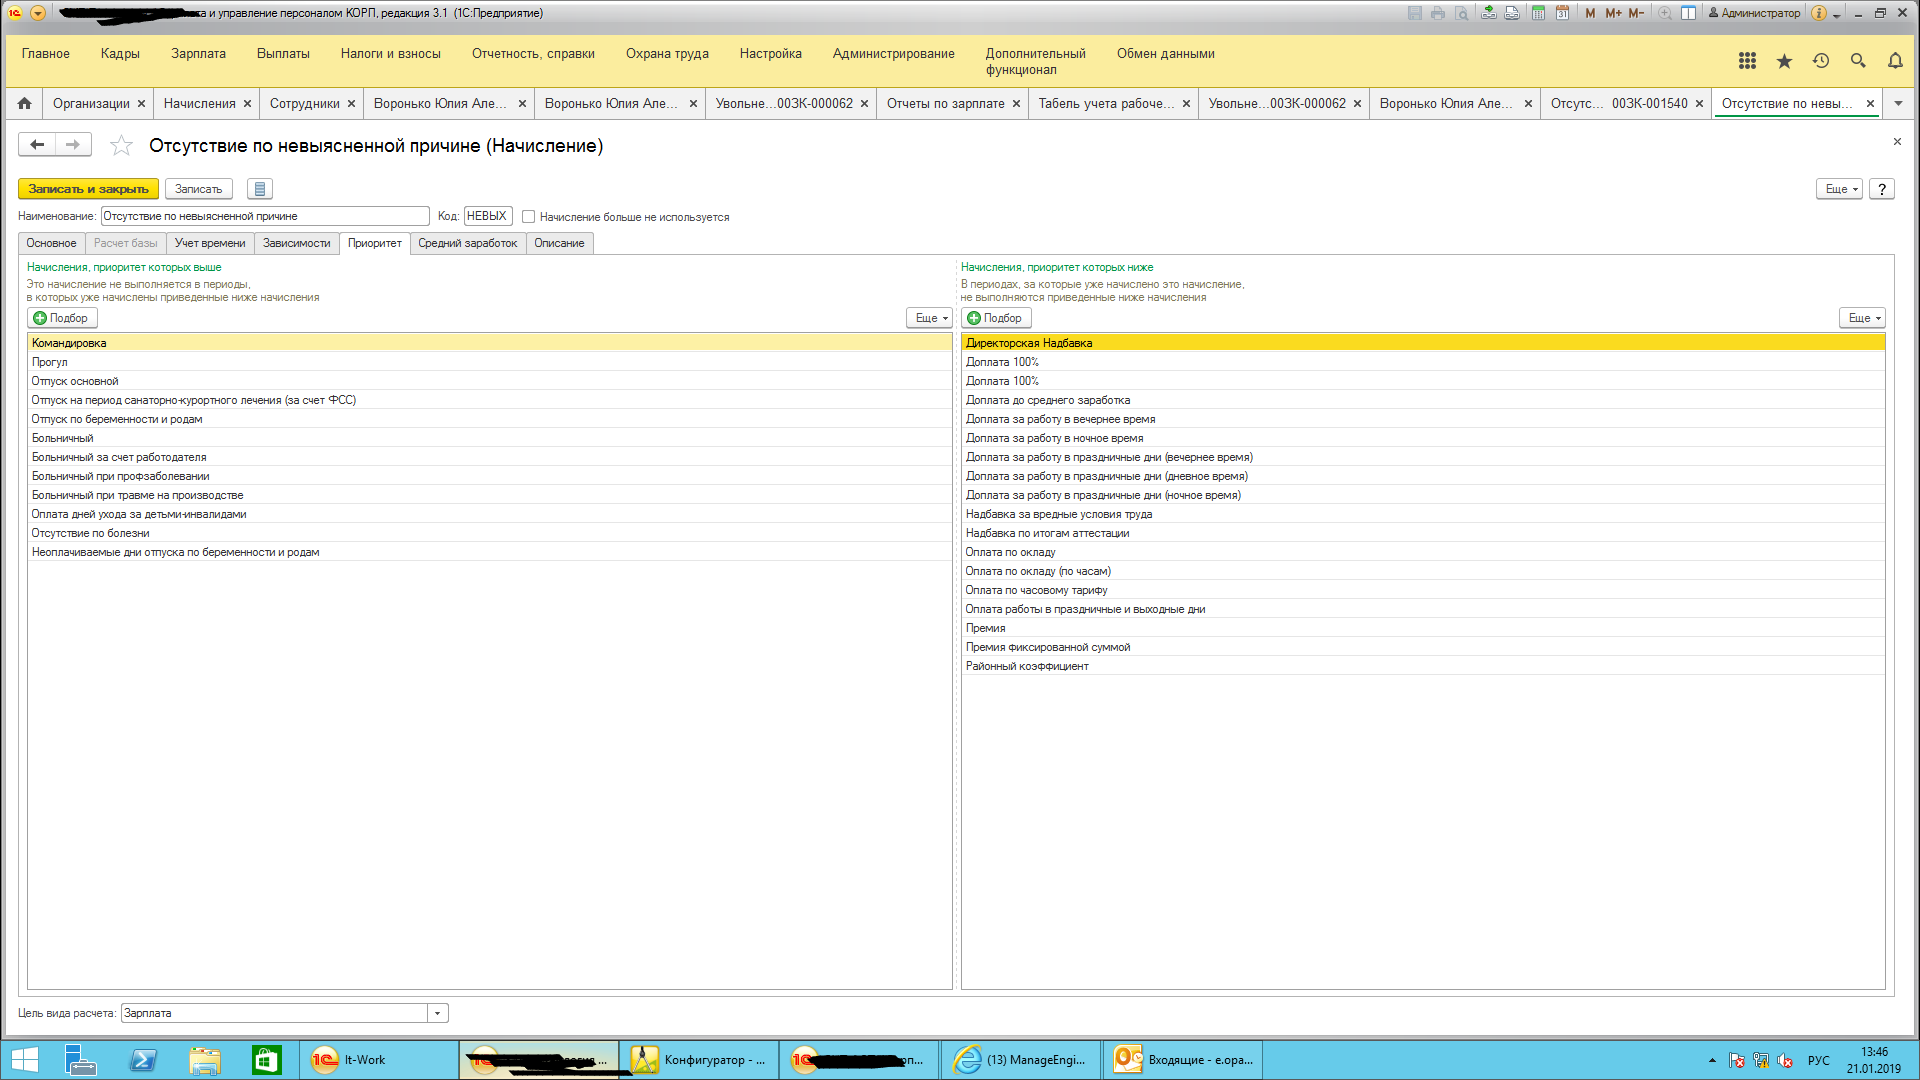 та и управление персоналом КОРП, редакция 3.1 (1С:Предприятие)
31
M M+ M-
Администратор
Главное Кадры Зарплата Выплаты Налоги и взносы Отчетность, справки Охрана труда Настройка Администрирование Дополнительный функционал Обмен данными
Организации Начисления Сотрудники Воронько Юлия Але... Воронько Юлия Але... Увольне...00ЗК-000062 Отчеты по зарплате Табель учета рабоче... Увольне...00ЗК-000062 Воронько Юлия Але... Отсутс... 00ЗК-001540 Отсутствие по невы...
Отсутствие по невыясненной причине (Начисление)
Записать и закрыть Записать Еще ?
Наименование: Отсутствие по невыясненной причине Код: НЕВЫХ Начисление больше не используется
Основное Расчет базы Учет времени Зависимости Приоритет Средний заработок Описание
Начисления, приоритет которых выше
Это начисление не выполняется в периоды,
в которых уже начислены приведенные ниже начисления
Подбор Еще
Командировка
Прогул
Отпуск основной
Отпуск на период санаторно-курортного лечения (за счет ФСС)
Отпуск по беременности и родам
Больничный
Больничный за счет работодателя
Больничный при профзаболевании
Больничный при травме на производстве
Оплата дней ухода за детьми-инвалидами
Отсутствие по болезни
Неоплачиваемые дни отпуска по беременности и родам
Начисления, приоритет которых ниже
В периодах, за которые уже начислено это начисление,
не выполняются приведенные ниже начисления
Подбор Еще
Директорская Надбавка
Доплата 100%
Доплата 100%
Доплата до среднего заработка
Доплата за работу в вечернее время
Доплата за работу в ночное время
Доплата за работу в праздничные дни (вечернее время)
Доплата за работу в праздничные дни (дневное время)
Доплата за работу в праздничные дни (ночное время)
Надбавка за вредные условия труда
Надбавка по итогам аттестации
Оплата по окладу
Оплата по окладу (по часам)
Оплата по часовому тарифу
Оплата работы в праздничные и выходные дни
Премия
Премия фиксированной суммой
Районный коэффициент
Цель вида расчета: Зарплата
It-Work Конфигуратор - ... (13) ManageEngi... Входящие - e.opa... РУС
13:46
21.01.2019